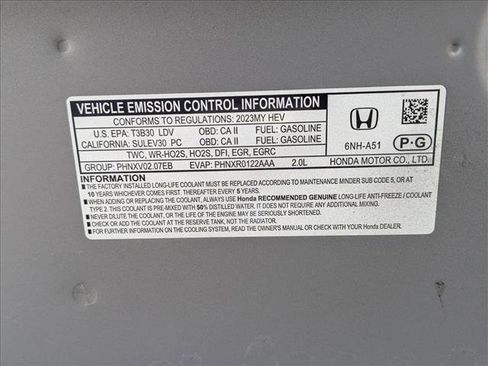 VEHICLE EMISSION CONTROL INFORMATION
CONFORMS TO REGULATIONS: 2023MY HEV
U.S. EPA: T3B30 LDV OBD: CA II FUEL: GASOLINE
CALIFORNIA: SULEV30 PC OBD: CA II FUEL: GASOLINE
TWC, WR-HO2S, HO2S, DFI, EGR, EGRC
GROUP: PHNXV02.07EB EVAP: PHNXR0122AAA 2.0L
6NH-A51
HONDA MOTOR CO., LTD.
P-G
INFORMATION
■ THE FACTORY INSTALLED LONG-LIFE COOLANT MUST BE REPLACED ACCORDING TO MAINTENANCE MINDER SUB ITEM 5, OR AT
10 YEARS WHICHEVER COMES FIRST. AFTER THAT, REPLACE EVERY 5 YEARS.
■ WHEN ADDING OR REPLACING THE COOLANT, ALWAYS USE Honda RECOMMENDED GENUINE LONG-LIFE ANTI-FREEZE / COOLANT
TYPE 2. THIS COOLANT IS PRE-MIXED WITH 50% DISTILLED WATER. IT DOES NOT REQUIRE ANY ADDITIONAL MIXING.
■ NEVER DILUTE THE COOLANT, OR THE LIFE OF THE ENGINE MAY BE SERIOUSLY SHORTENED.
■ CHECK OR ADD COOLANT AT THE RESERVE TANK, NOT THE RADIATOR.
■ FOR FURTHER INFORMATION ON THE COOLING SYSTEM, READ THE OWNER'S MANUAL OR CONSULT WITH YOUR Honda DEALER.